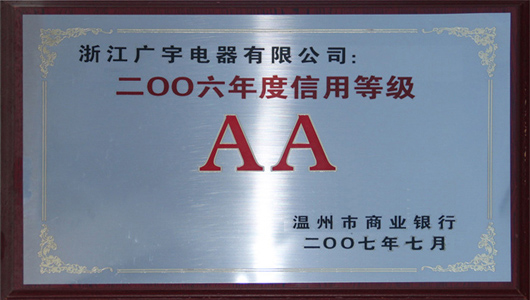 浙江广宇电器有限公司:
二OO六年度信用等级
AA
温州市商业银行
二OO七年七月